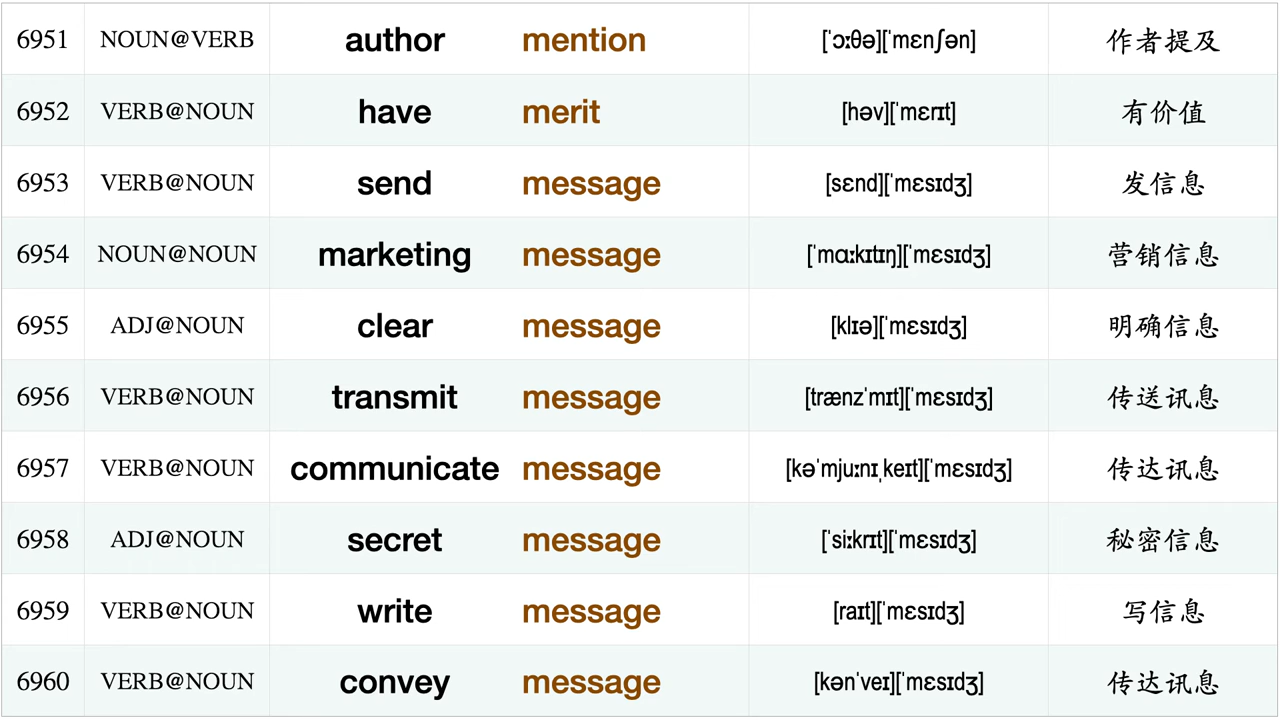 6951 NOUN@VERB author mention [ˈɔːθə][ˈmɛnʃən] 作者提及
6952 VERB@NOUN have merit [həv][ˈmɛrɪt] 有价值
6953 VERB@NOUN send message [sɛnd][ˈmɛsɪdʒ] 发信息
6954 NOUN@NOUN marketing message [ˈmɑːkɪtɪŋ][ˈmɛsɪdʒ] 营销信息
6955 ADJ@NOUN clear message [klɪə][ˈmɛsɪdʒ] 明确信息
6956 VERB@NOUN transmit message [trænzˈmɪt][ˈmɛsɪdʒ] 传送讯息
6957 VERB@NOUN communicate message [kəˈmjuːnɪˌkeɪt][ˈmɛsɪdʒ] 传达讯息
6958 ADJ@NOUN secret message [ˈsiːkrɪt][ˈmɛsɪdʒ] 秘密信息
6959 VERB@NOUN write message [raɪt][ˈmɛsɪdʒ] 写信息
6960 VERB@NOUN convey message [kənˈveɪ][ˈmɛsɪdʒ] 传达讯息